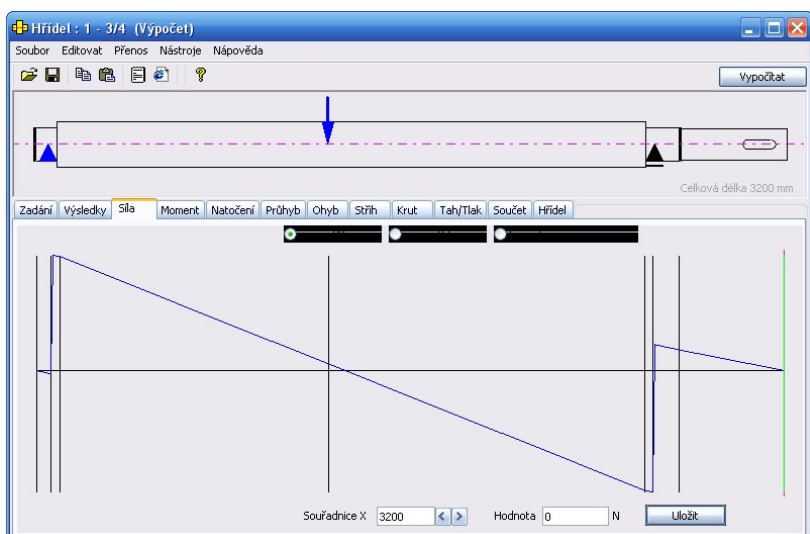 Hřídel : 1 - 3/4 (Výpočet)
Soubor Editovat Přenos Nástroje Nápověda
Vypočítat
Celková délka 3200 mm
Zadání Výsledky Síla Moment Natočení Průhyb Ohyb Střih Krut Tah/Tlak Součet Hřídel
Souřadnice X 3200 < > Hodnota 0 N Uložit